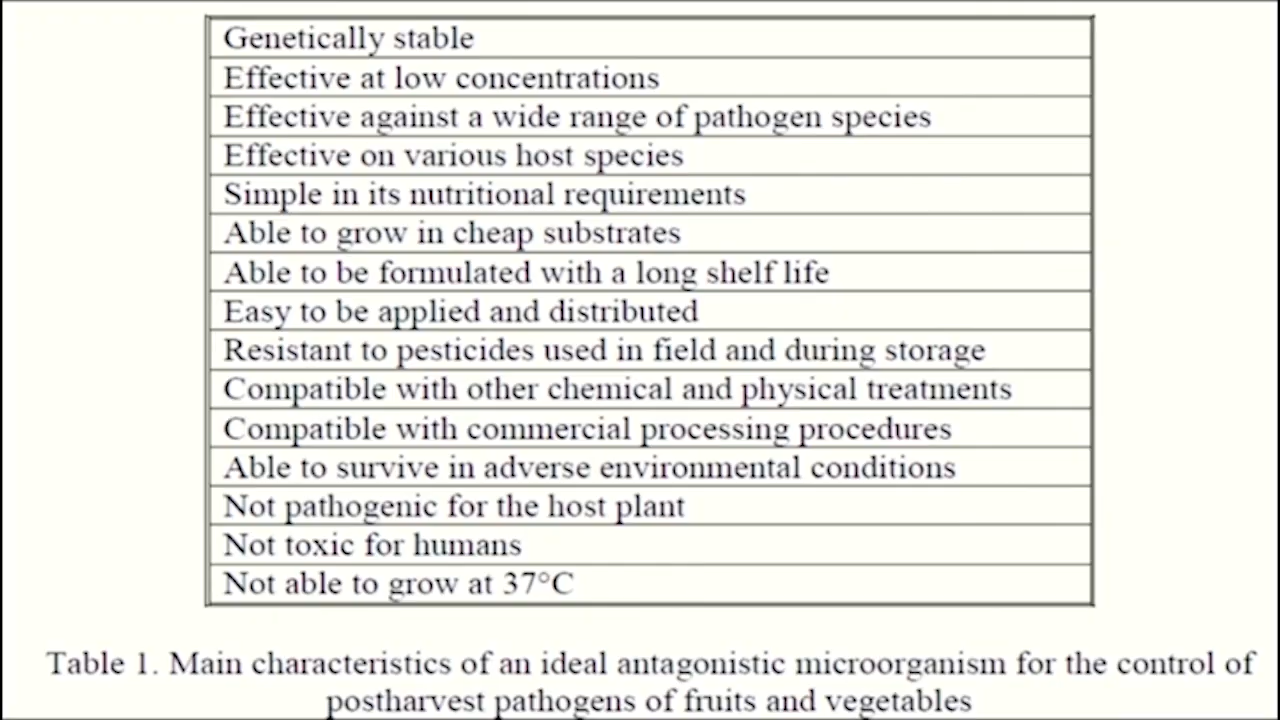 Genetically stable
Effective at low concentrations
Effective against a wide range of pathogen species
Effective on various host species
Simple in its nutritional requirements
Able to grow in cheap substrates
Able to be formulated with a long shelf life
Easy to be applied and distributed
Resistant to pesticides used in field and during storage
Compatible with other chemical and physical treatments
Compatible with commercial processing procedures
Able to survive in adverse environmental conditions
Not pathogenic for the host plant
Not toxic for humans
Not able to grow at 37°C
Table 1. Main characteristics of an ideal antagonistic microorganism for the control of
postharvest pathogens of fruits and vegetables